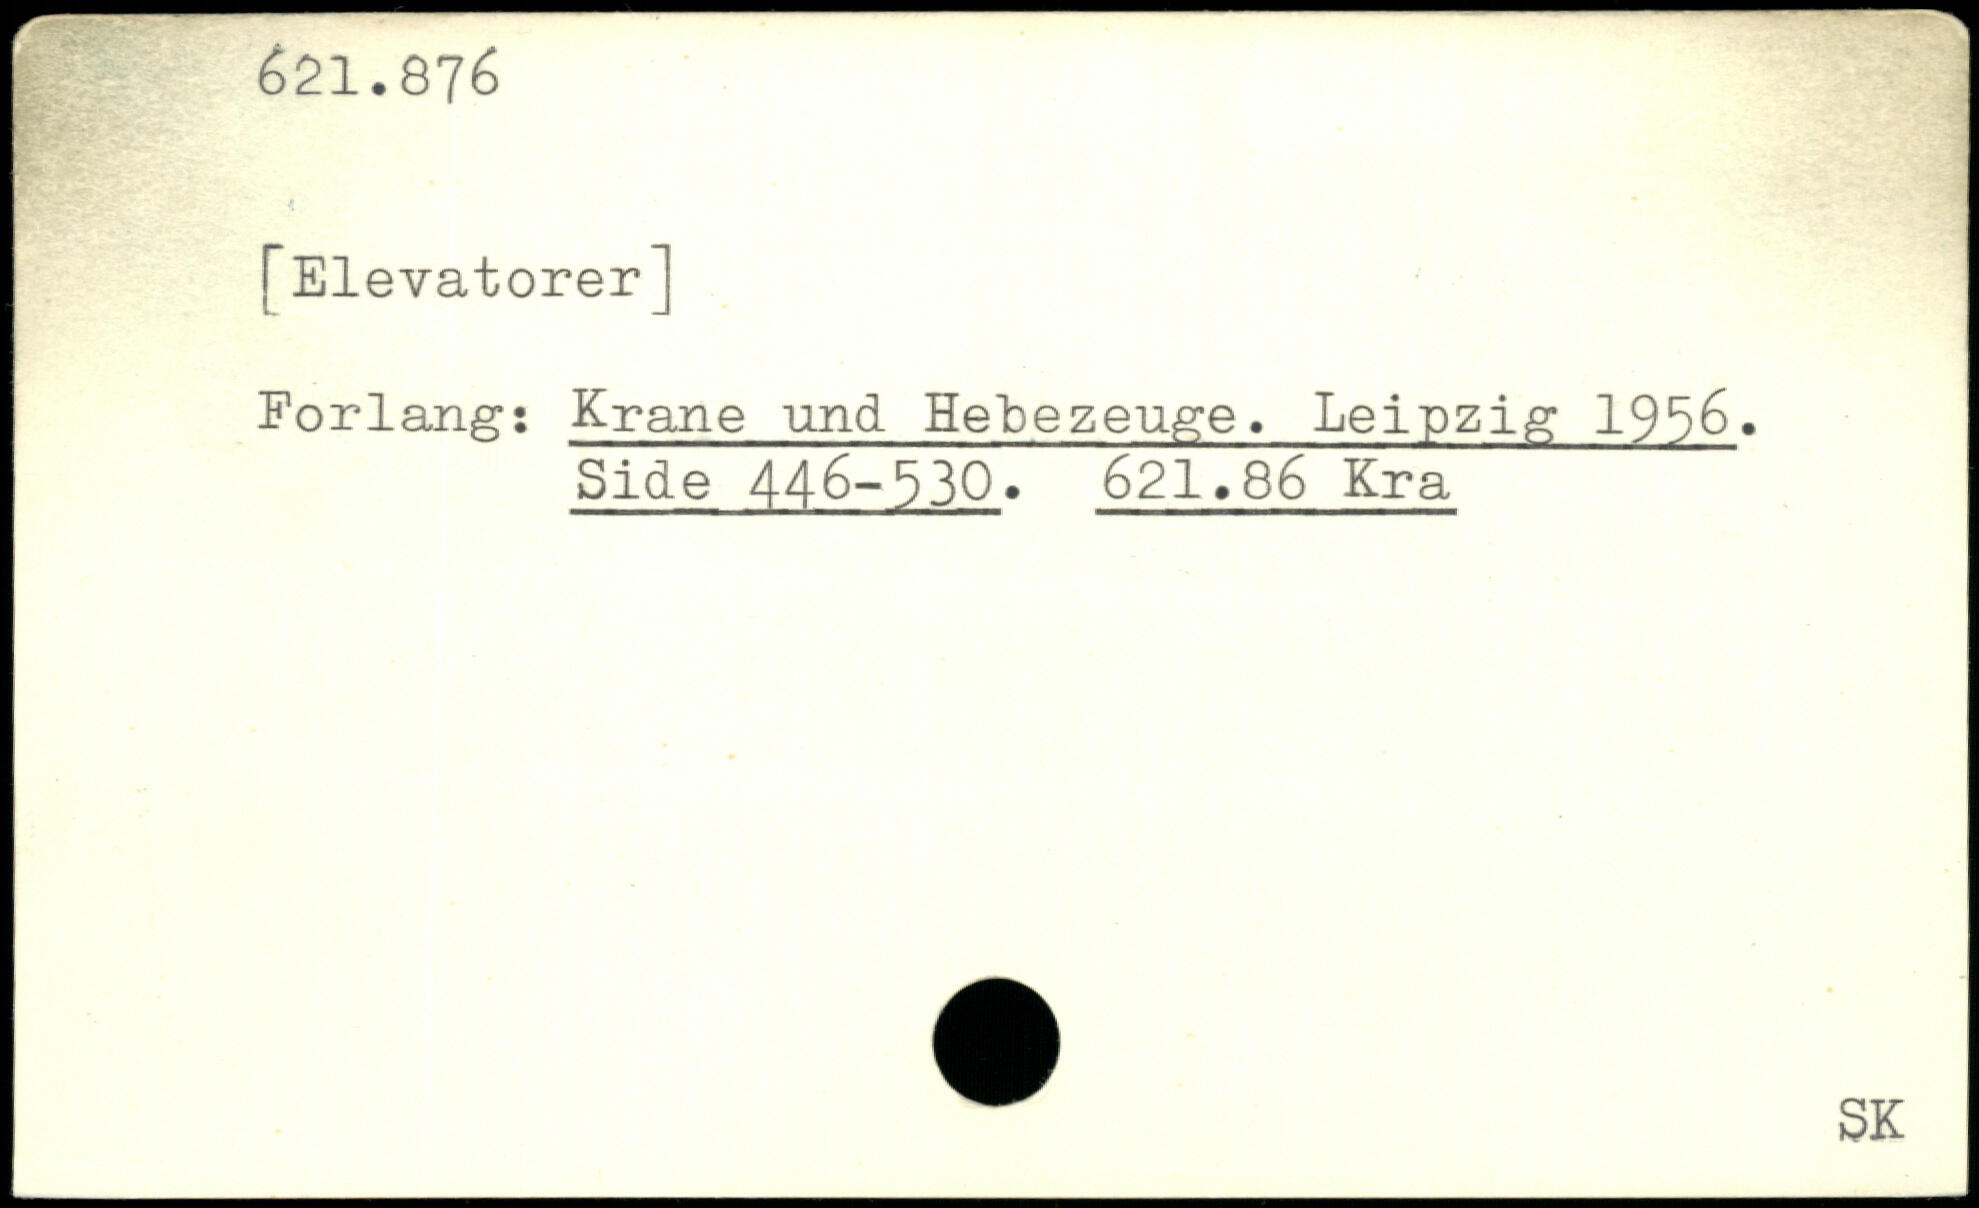 621.876
[Elevatorer]
Forlang: Krane und Hebezeuge. Leipzig 1956.
Side 446-530. 621.86 Kra
SK